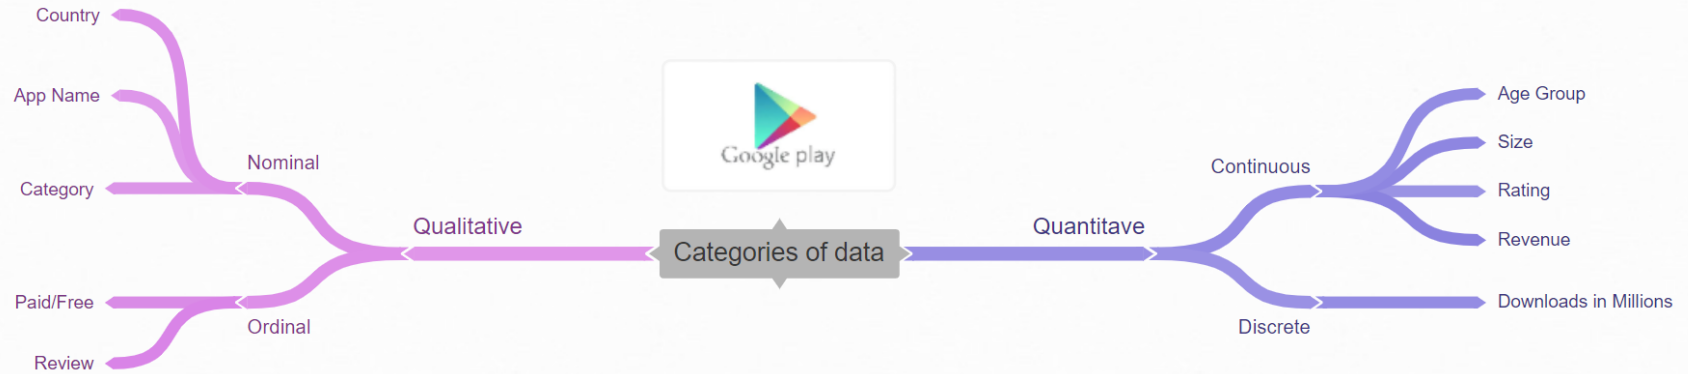 Country
App Name
Category
Nominal
Qualitative
Paid/Free
Ordinal
Review
Google play
Categories of data
Quantitave
Continuous
Age Group
Size
Rating
Revenue
Discrete
Downloads in Millions